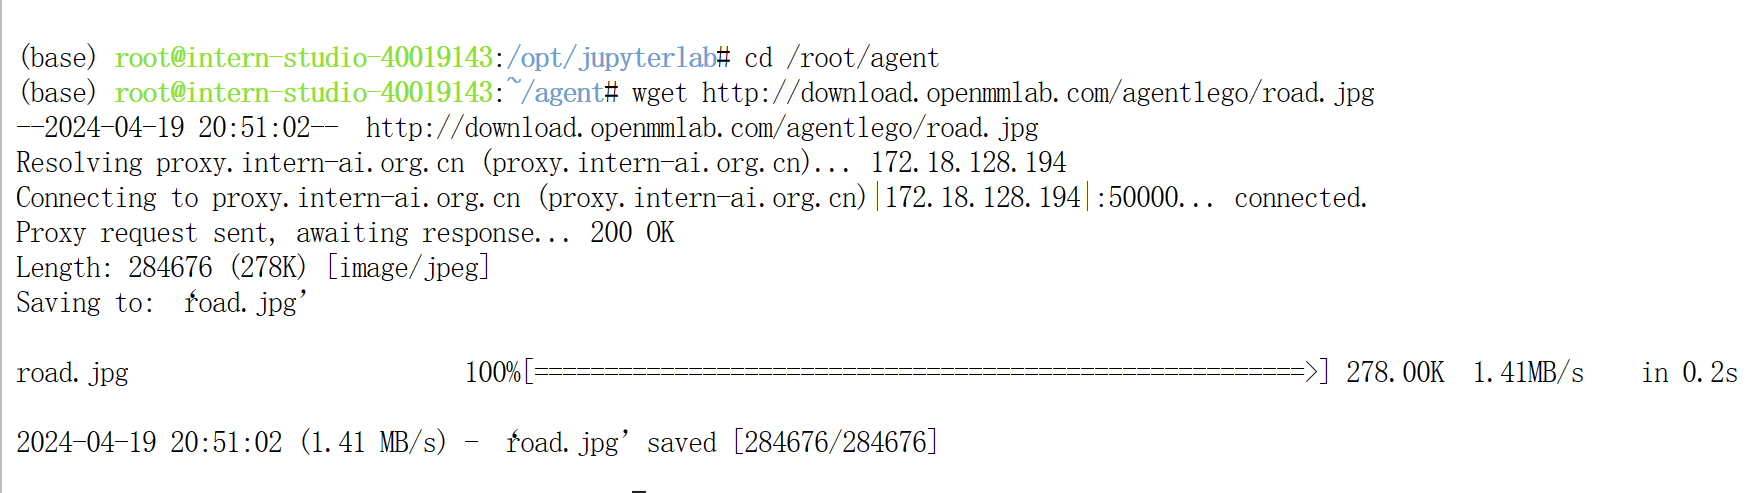 (base) root@intern-studio-40019143:/opt/jupyterlab# cd /root/agent
(base) root@intern-studio-40019143:~/agent# wget http://download.openmmlab.com/agentlego/road.jpg
--2024-04-19 20:51:02--  http://download.openmmlab.com/agentlego/road.jpg
Resolving proxy.intern-ai.org.cn (proxy.intern-ai.org.cn)... 172.18.128.194
Connecting to proxy.intern-ai.org.cn (proxy.intern-ai.org.cn)|172.18.128.194|:50000... connected.
Proxy request sent, awaiting response... 200 OK
Length: 284676 (278K) [image/jpeg]
Saving to: ‘road.jpg’
road.jpg 100%[=======================================================>] 278.00K 1.41MB/s in 0.2s
2024-04-19 20:51:02 (1.41 MB/s) - ‘road.jpg’ saved [284676/284676]